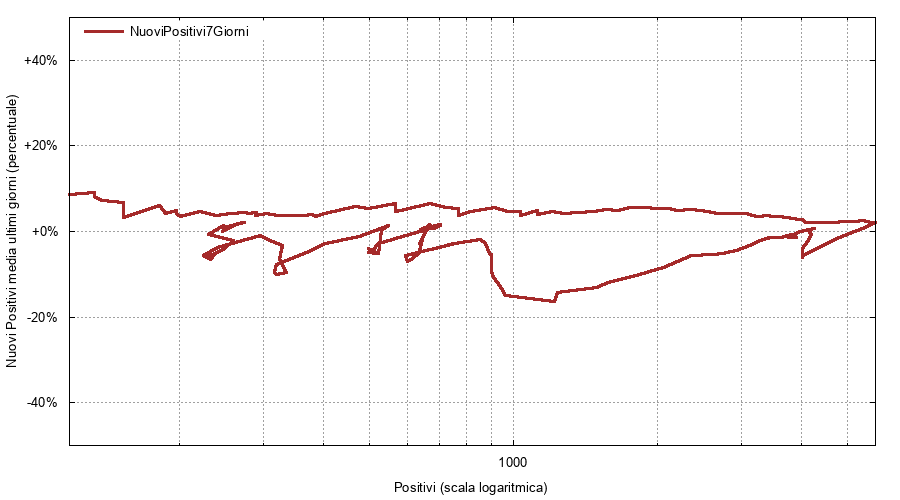 NuoviPositivi7Giorni
+40%
+20%
+0%
-20%
-40%
Nuovi Positivi media ultimi giorni (percentuale)
1000
Positivi (scala logaritmica)